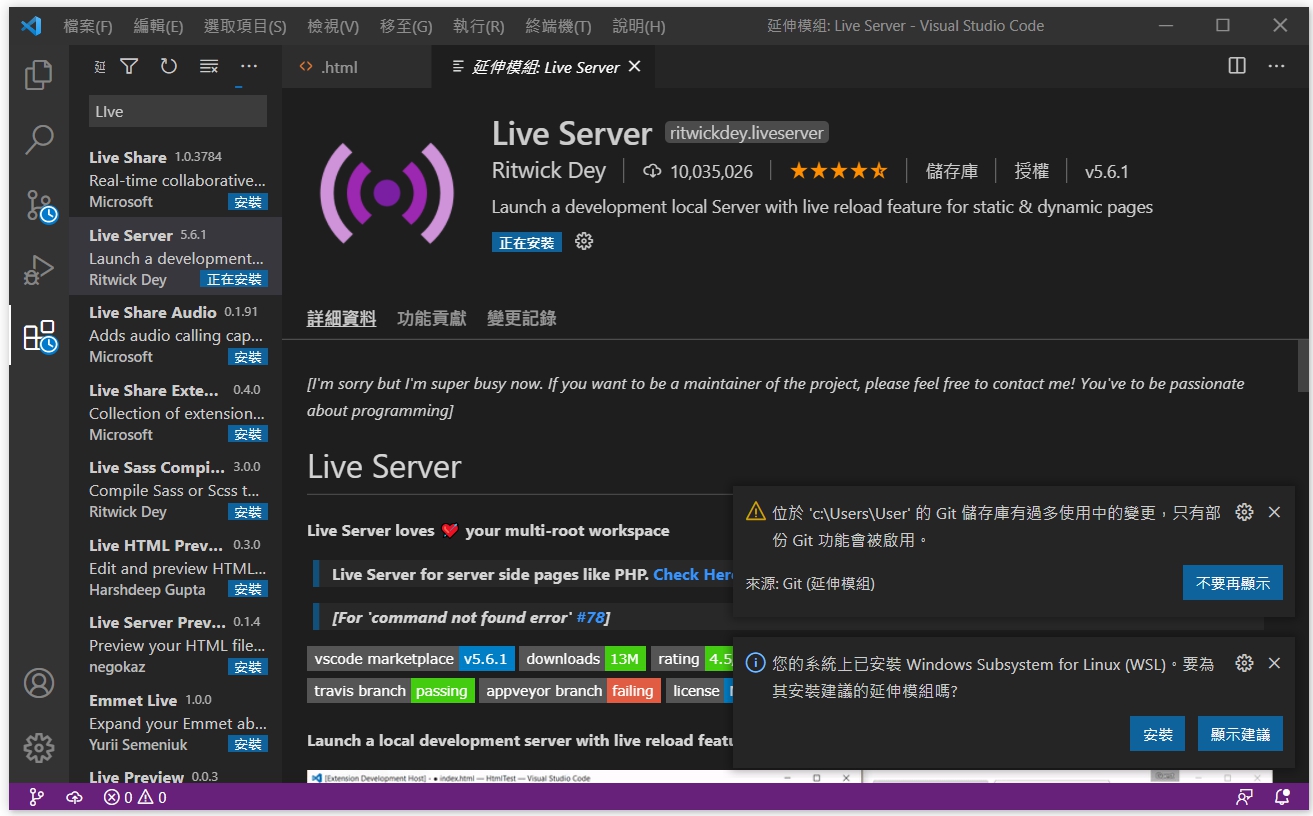 檔案(F) 編輯(E) 選取項目(S) 檢視(V) 移至(G) 執行(R) 終端機(T) 說明(H) 延伸模組: Live Server - Visual Studio Code
延
.html
延伸模組: Live Server
LIve
Live Share 1.0.3784
Real-time collaborative...
Microsoft 安裝
Live Server 5.6.1
Launch a development...
Ritwick Dey 正在安裝
Live Share Audio 0.1.91
Adds audio calling cap...
Microsoft 安裝
Live Share Exte... 0.4.0
Collection of extension...
Microsoft 安裝
Live Sass Compi... 3.0.0
Compile Sass or Scss t...
Ritwick Dey 安裝
Live HTML Prev... 0.3.0
Edit and preview HTML...
Harshdeep Gupta 安裝
Live Server Prev... 0.1.4
Preview your HTML file...
negokaz 安裝
Emmet Live 1.0.0
Expand your Emmet ab...
Yurii Semeniuk 安裝
Live Preview 0.0.3
Live Server ritwickdey.liveserver
Ritwick Dey 10,035,026 儲存庫 授權 v5.6.1
Launch a development local Server with live reload feature for static & dynamic pages
正在安裝
詳細資料 功能貢獻 變更記錄
[I'm sorry but I'm super busy now. If you want to be a maintainer of the project, please feel free to contact me! You've to be passionate
about programming]
Live Server
Live Server loves your multi-root workspace
Live Server for server side pages like PHP. Check Here
[For 'command not found error' #78]
vscode marketplace v5.6.1 downloads 13M rating 4.5
travis branch passing appveyor branch failing license
Launch a local development server with live reload featu
[Extension Development Host] - ● index.html — HtmlTest — Visual Studio Code
位於 'c:\Users\User' 的 Git 儲存庫有過多使用中的變更，只有部
份 Git 功能會被啟用。
來源: Git (延伸模組) 不要再顯示
您的系統上已安裝 Windows Subsystem for Linux (WSL)。要為
其安裝建議的延伸模組嗎?
安裝 顯示建議
0 0